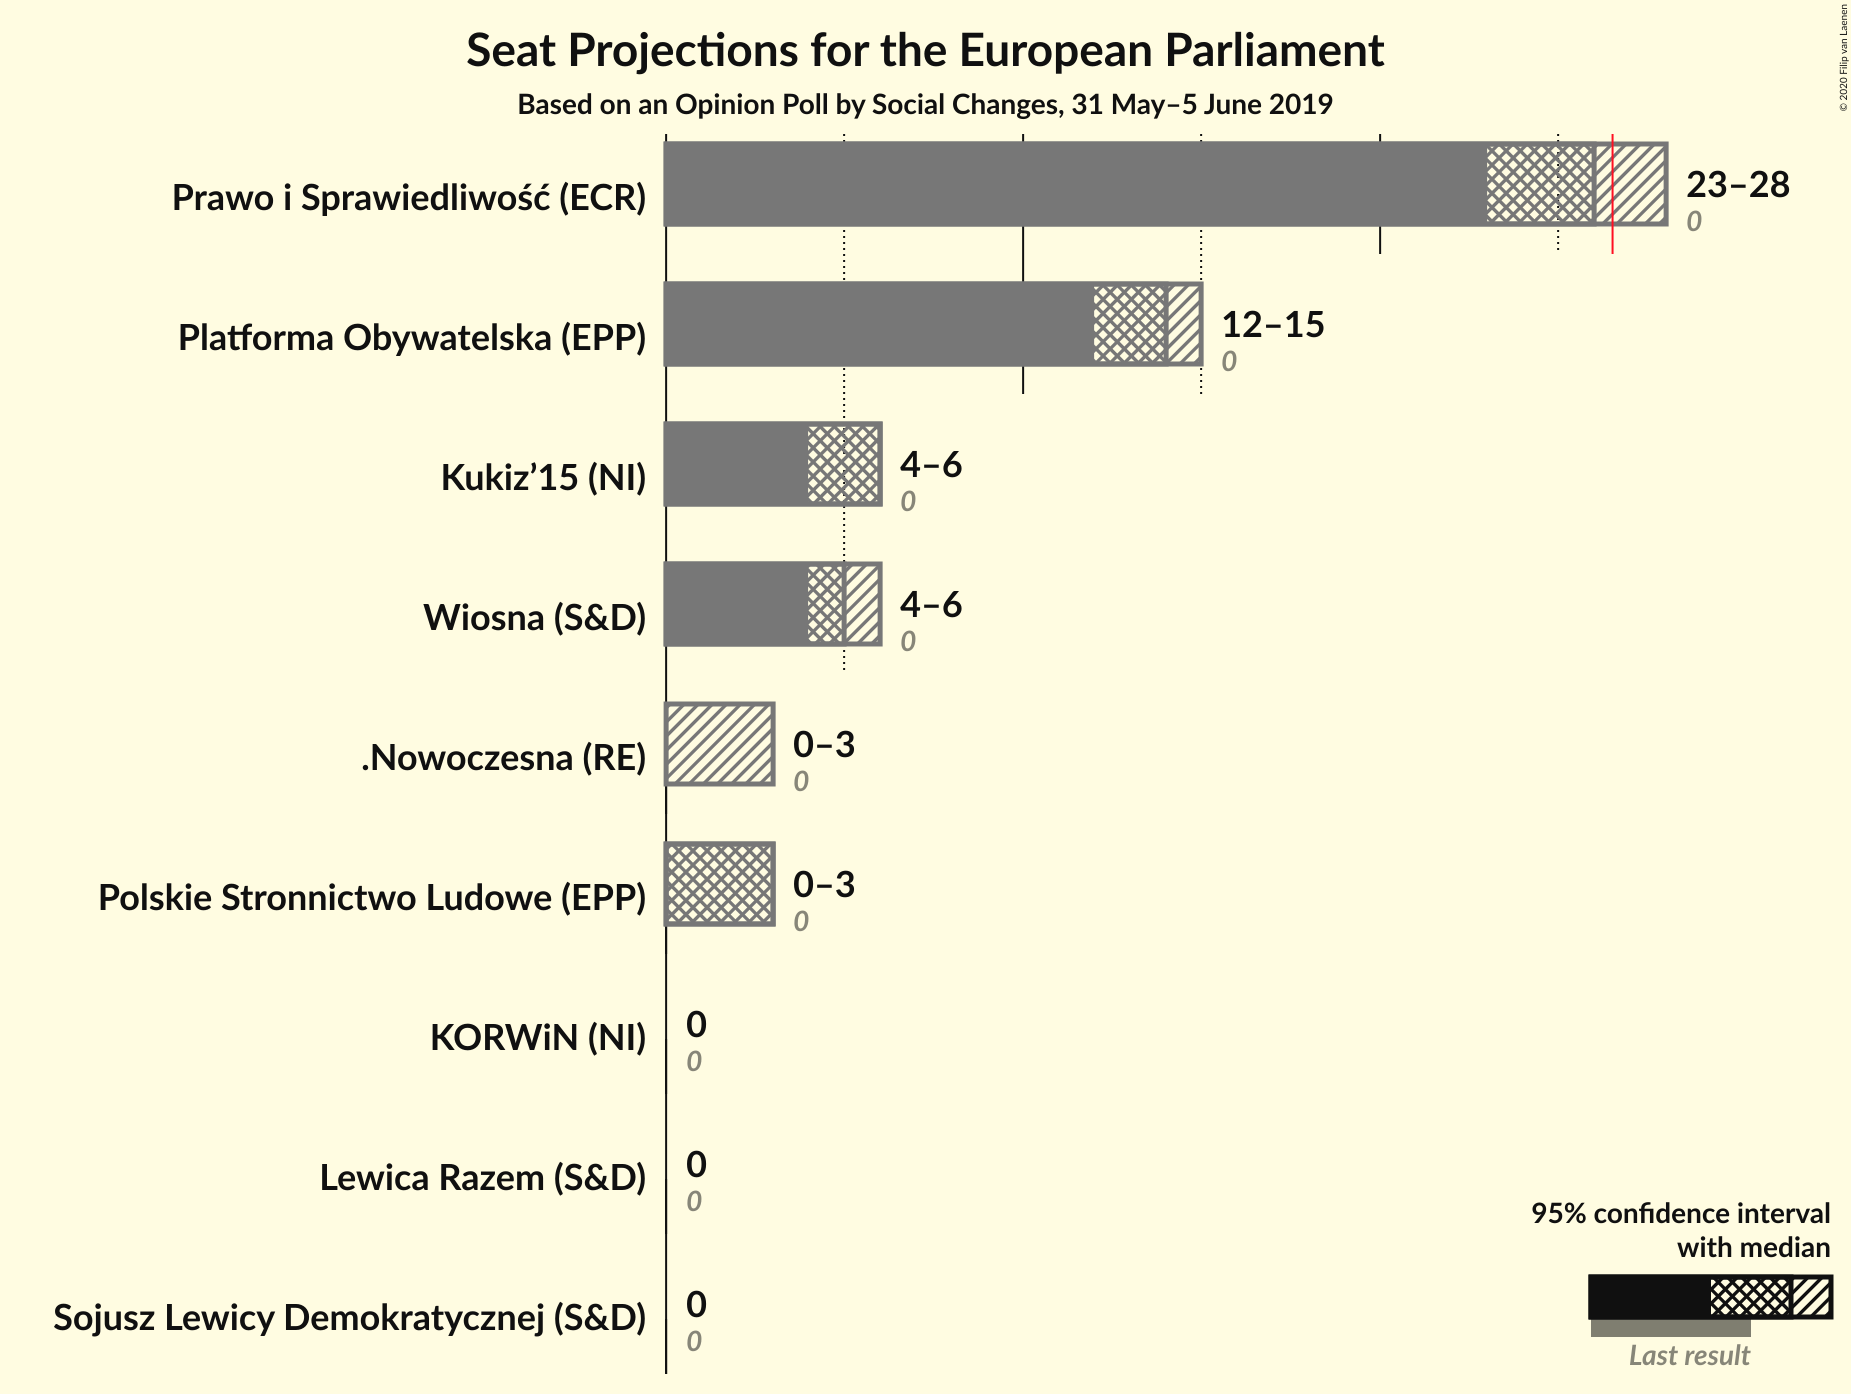 Seat Projections for the European Parliament
Based on an Opinion Poll by Social Changes, 31 May–5 June 2019
© 2020 Filip van Laenen
Prawo i Sprawiedliwość (ECR)
23–28
0
Platforma Obywatelska (EPP)
12–15
0
Kukiz’15 (NI)
4–6
0
Wiosna (S&D)
4–6
0
.Nowoczesna (RE)
0–3
0
Polskie Stronnictwo Ludowe (EPP)
0–3
0
KORWiN (NI)
0
0
Lewica Razem (S&D)
0
0
Sojusz Lewicy Demokratycznej (S&D)
0
0
95% confidence interval
with median
Last result